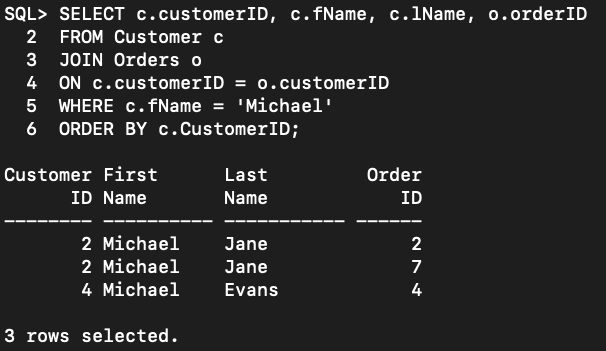 SQL> SELECT c.customerID, c.fName, c.lName, o.orderID
  2  FROM Customer c
  3  JOIN Orders o
  4  ON c.customerID = o.customerID
  5  WHERE c.fName = 'Michael'
  6  ORDER BY c.CustomerID;

Customer First      Last         Order
      ID Name       Name            ID
-------- ---------- ----------- ------
       2 Michael    Jane             2
       2 Michael    Jane             7
       4 Michael    Evans            4

3 rows selected.